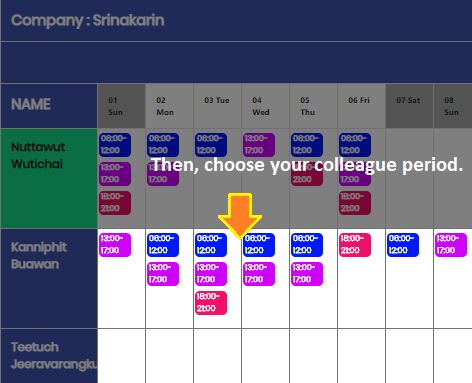 Company : Srinakarin
NAME
01 Sun
02 Mon
03 Tue
04 Wed
05 Thu
06 Fri
07 Sat
08 Sun
Nuttawut
Wutichai
08:00- 08:00- 08:00- 13:00- 08:00- 08:00-
12:00 12:00 12:00 17:00 12:00 12:00
Then, choose your colleague period.
13:00-
17:00 17:00 21:00 17:00
18:00- 18:00-
21:00 21:00
Kanniphit
Buawan
13:00- 08:00- 08:00- 08:00- 08:00- 18:00- 08:00- 13:00-
17:00 12:00 12:00 12:00 12:00 21:00 12:00 17:00
13:00- 13:00- 13:00- 13:00-
17:00 17:00 17:00 17:00
18:00-
21:00
Teetuch